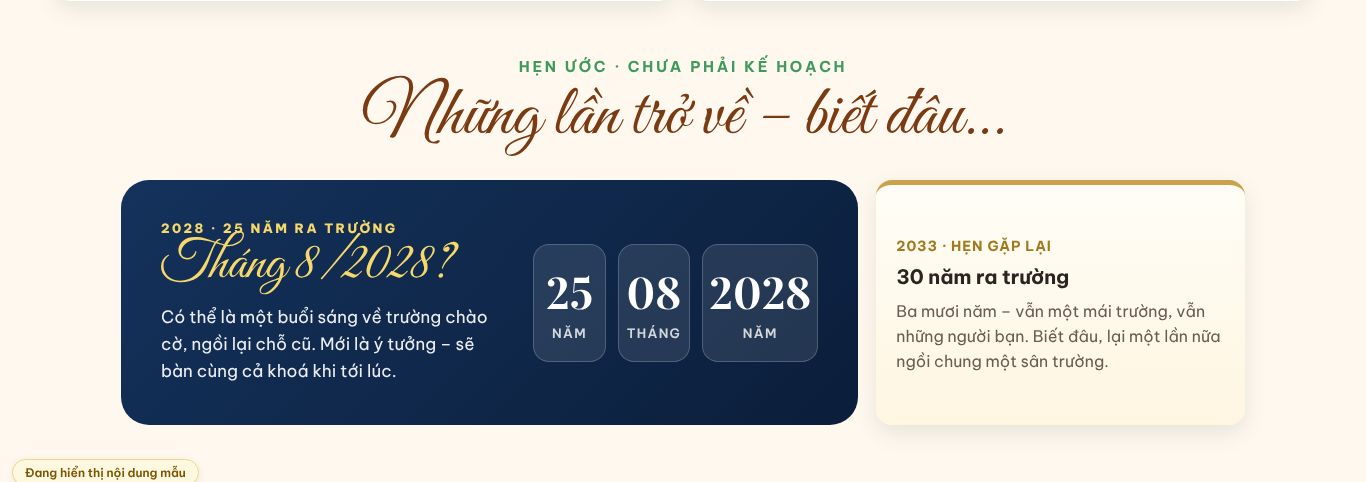 HẸN ƯỚC · CHƯA PHẢI KẾ HOẠCH
Những lần trở về – biết đâu...
2028 · 25 NĂM RA TRƯỜNG
Tháng 8/2028?
Có thể là một buổi sáng về trường chào
cờ, ngồi lại chỗ cũ. Mới là ý tưởng – sẽ
bàn cùng cả khoá khi tới lúc.
25
NĂM
08
THÁNG
2028
NĂM
2033 · HẸN GẶP LẠI
30 năm ra trường
Ba mươi năm – vẫn một mái trường, vẫn
những người bạn. Biết đâu, lại một lần nữa
ngồi chung một sân trường.
Đang hiển thị nội dung mẫu